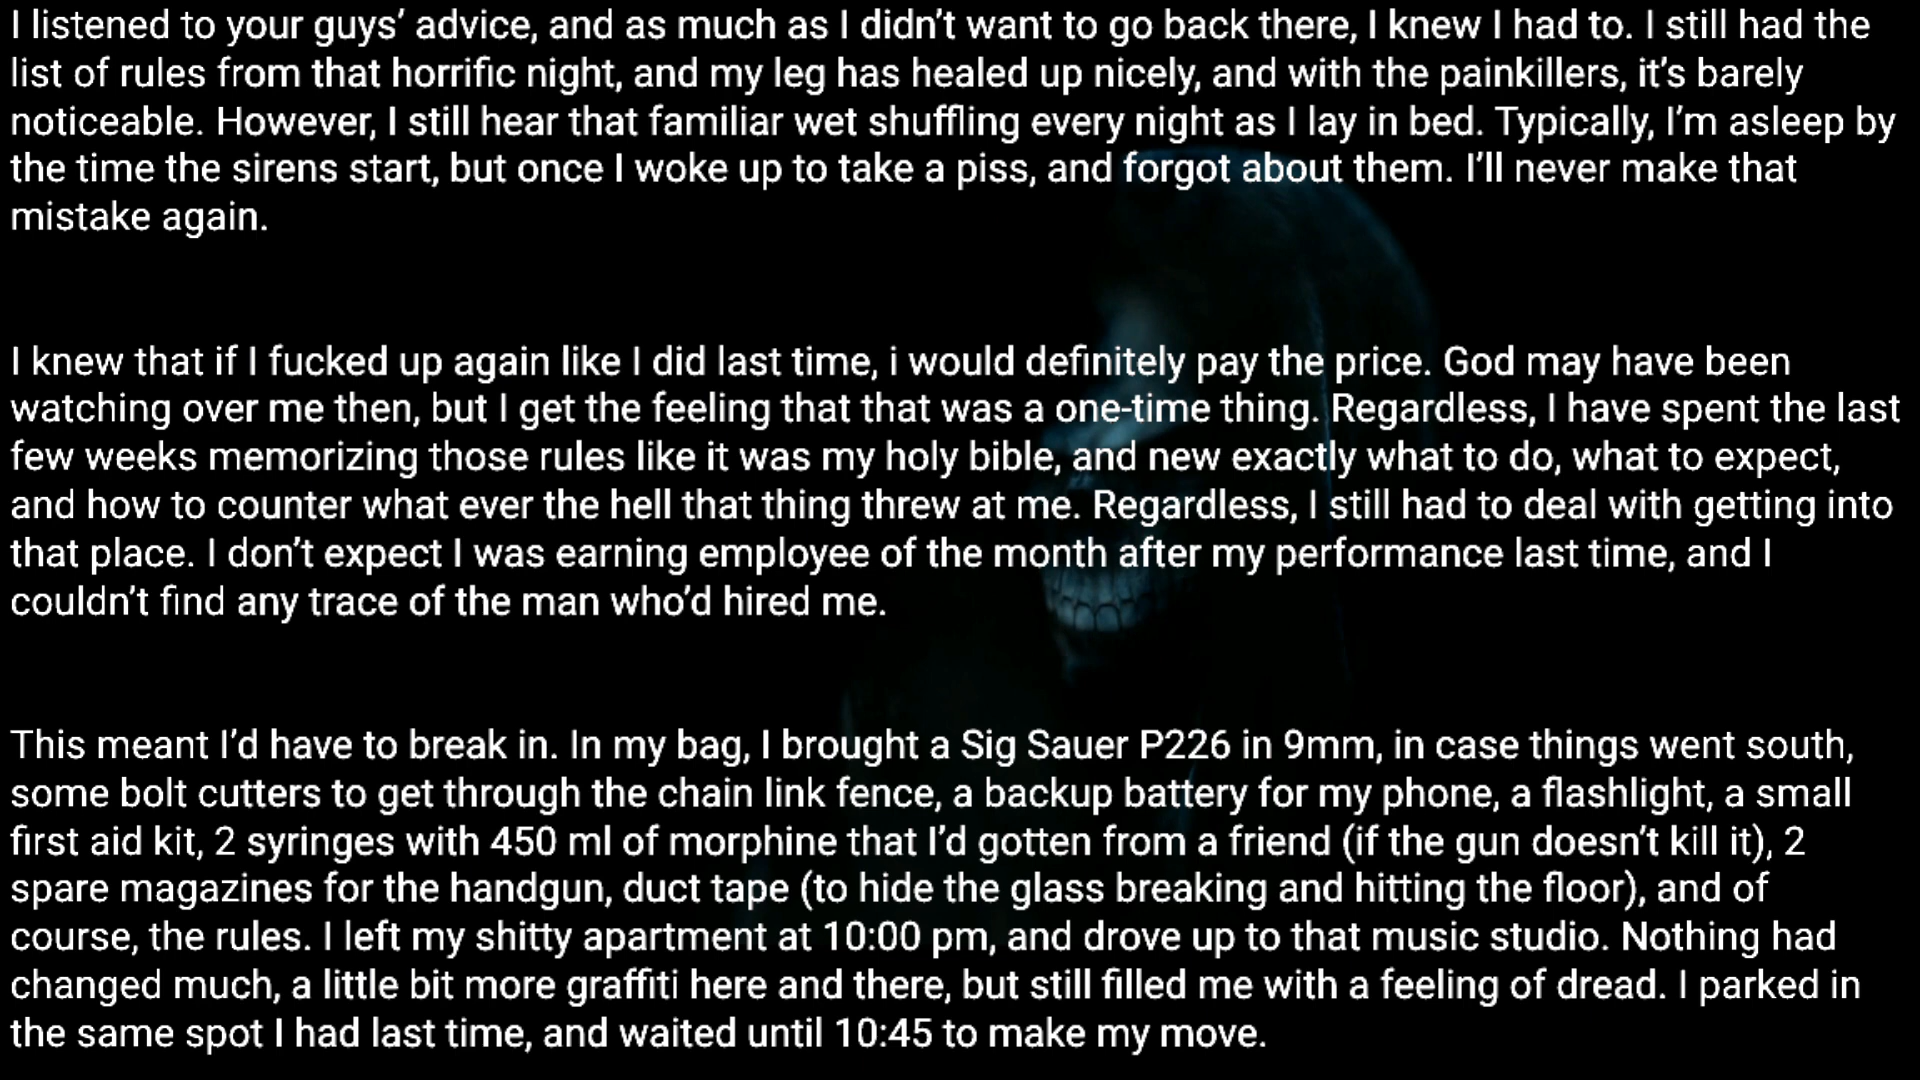 I listened to your guys’ advice, and as much as I didn’t want to go back there, I knew I had to. I still had the
list of rules from that horrific night, and my leg has healed up nicely, and with the painkillers, it’s barely
noticeable. However, I still hear that familiar wet shuffling every night as I lay in bed. Typically, I’m asleep by
the time the sirens start, but once I woke up to take a piss, and forgot about them. I’ll never make that
mistake again.
I knew that if I fucked up again like I did last time, i would definitely pay the price. God may have been
watching over me then, but I get the feeling that that was a one-time thing. Regardless, I have spent the last
few weeks memorizing those rules like it was my holy bible, and new exactly what to do, what to expect,
and how to counter what ever the hell that thing threw at me. Regardless, I still had to deal with getting into
that place. I don’t expect I was earning employee of the month after my performance last time, and I
couldn’t find any trace of the man who’d hired me.
This meant I’d have to break in. In my bag, I brought a Sig Sauer P226 in 9mm, in case things went south,
some bolt cutters to get through the chain link fence, a backup battery for my phone, a flashlight, a small
first aid kit, 2 syringes with 450 ml of morphine that I’d gotten from a friend (if the gun doesn’t kill it), 2
spare magazines for the handgun, duct tape (to hide the glass breaking and hitting the floor), and of
course, the rules. I left my shitty apartment at 10:00 pm, and drove up to that music studio. Nothing had
changed much, a little bit more graffiti here and there, but still filled me with a feeling of dread. I parked in
the same spot I had last time, and waited until 10:45 to make my move.